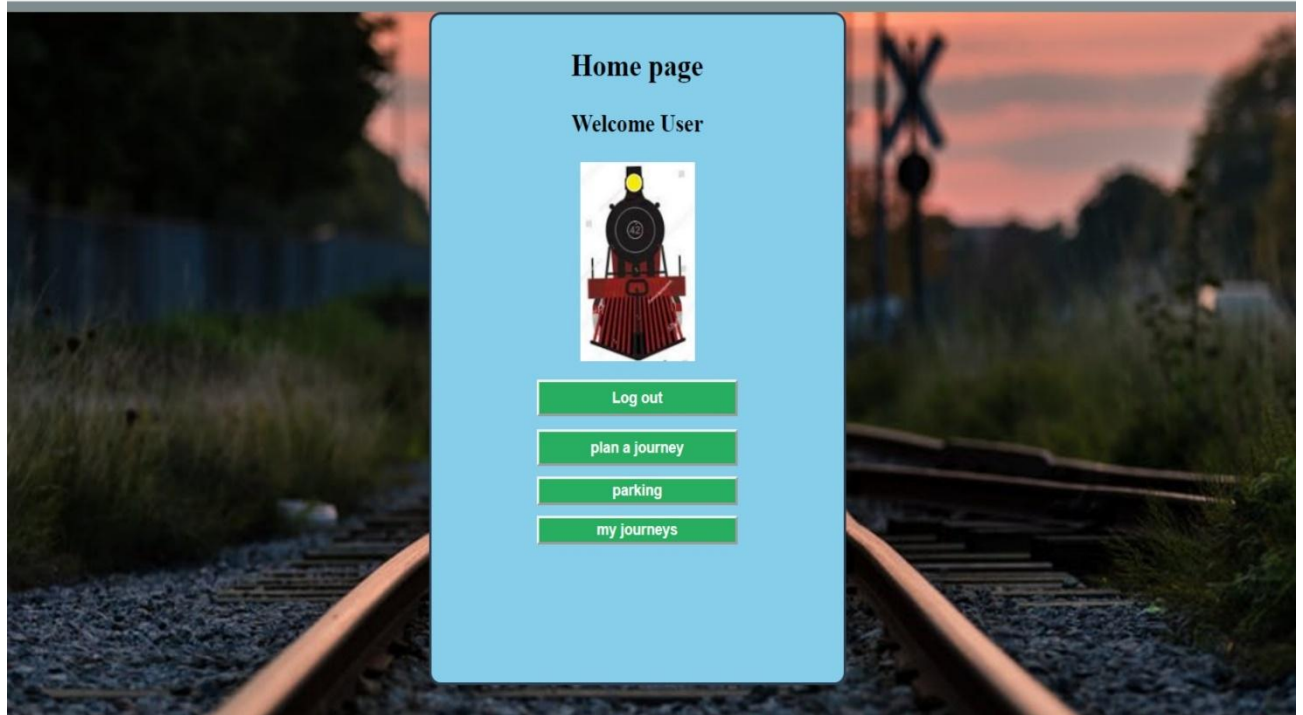 Home page
Welcome User
42
Log out
plan a journey
parking
my journeys